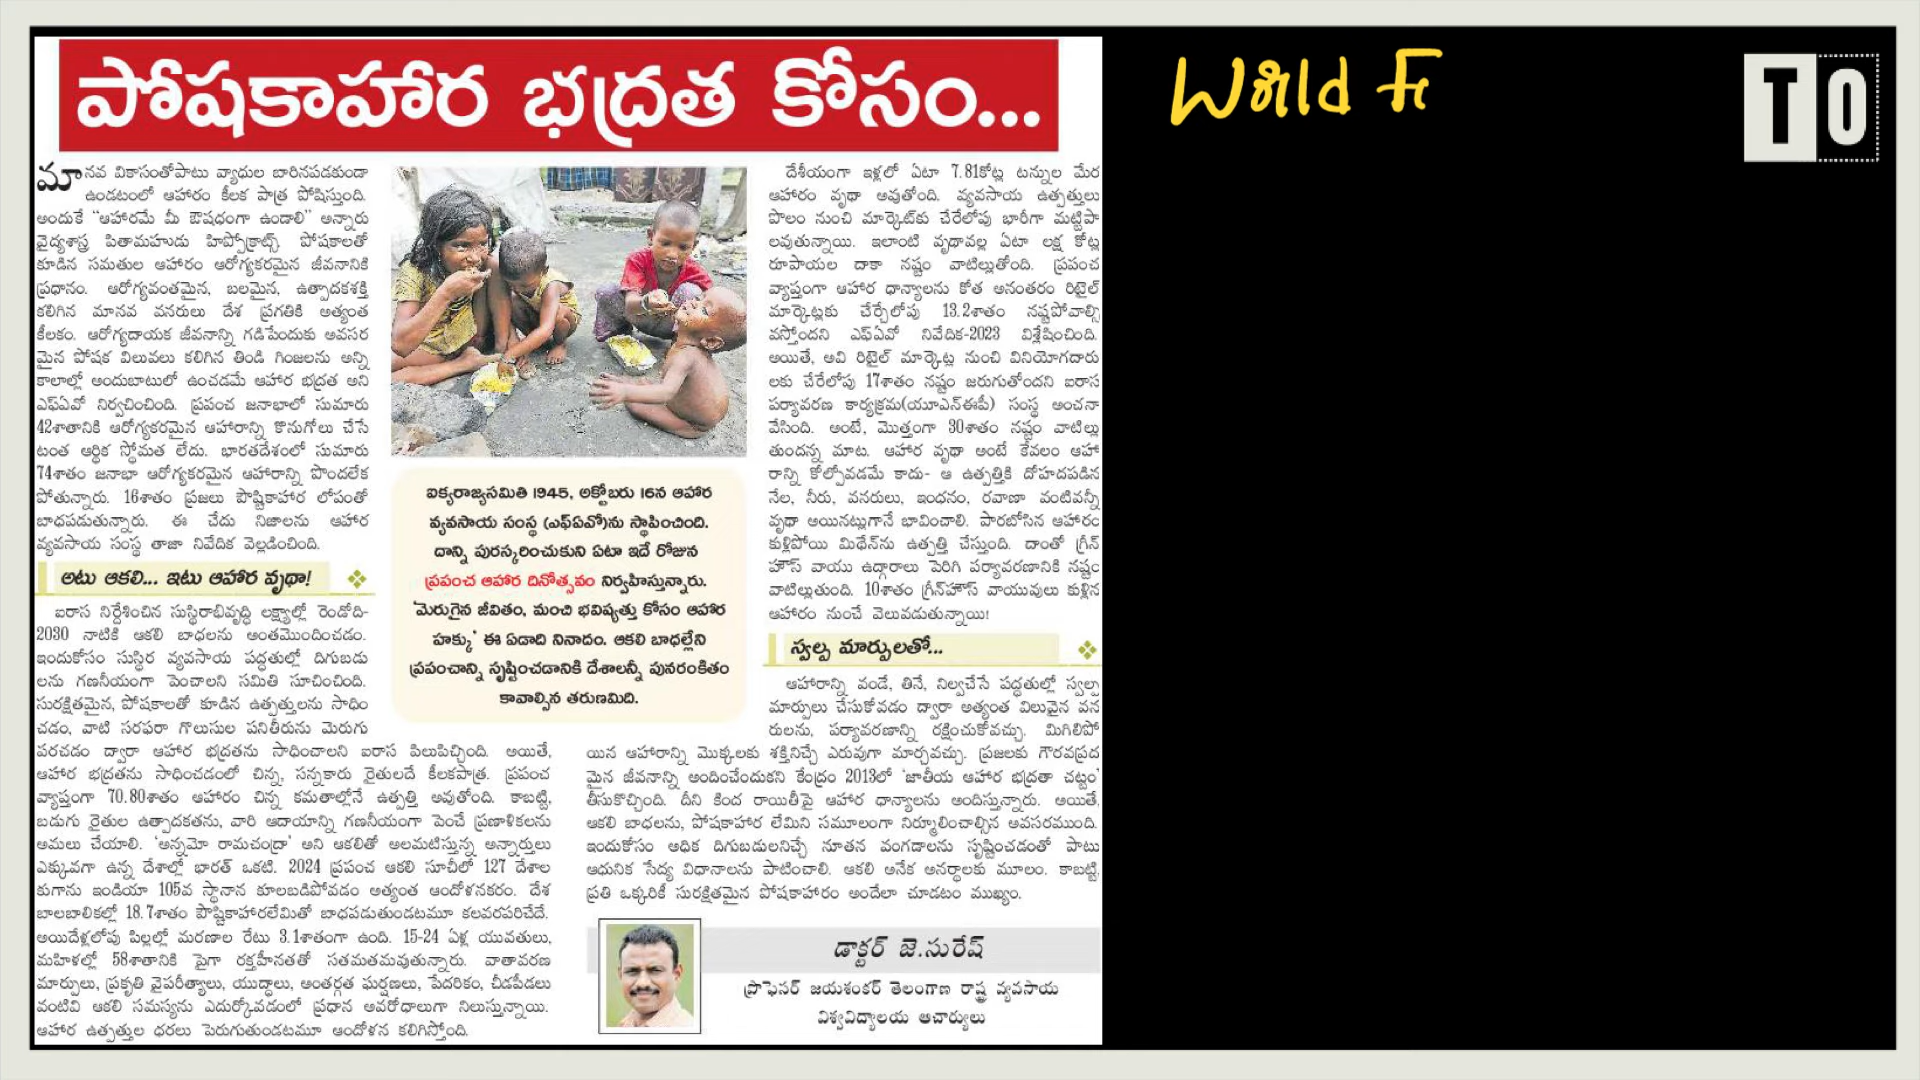 పోషకాహార భద్రత కోసం...
World Fo
TO
మానవ వికాసంతోపాటు వ్యాధుల బారినపడకుండా
ఉండటంలో ఆహారం కీలక పాత్ర పోషిస్తుంది.
అందుకే “ఆహారమే మీ ఔషధంగా ఉండాలి” అన్నారు
వైద్యశాస్త్ర పితామహుడు హిప్పోక్రాట్స్. పోషకాలతో
కూడిన సమతుల ఆహారం ఆరోగ్యకరమైన జీవనానికి
ప్రధానం. ఆరోగ్యవంతమైన, బలమైన, ఉత్పాదకశక్తి
కలిగిన మానవ వనరులు దేశ ప్రగతికి అత్యంత
కీలకం. ఆరోగ్యదాయక జీవనాన్ని గడిపేందుకు అవసర
మైన పోషక విలువలు కలిగిన తిండి గింజలను అన్ని
కాలాల్లో అందుబాటులో ఉంచడమే ఆహార భద్రత అని
ఎఫ్ఏవో నిర్వచించింది. ప్రపంచ జనాభాలో సుమారు
42శాతానికి ఆరోగ్యకరమైన ఆహారాన్ని కొనుగోలు చేసే
టంత ఆర్థిక స్తోమత లేదు. భారతదేశంలో సుమారు
74శాతం జనాభా ఆరోగ్యకరమైన ఆహారాన్ని పొందలేక
పోతున్నారు. 16శాతం ప్రజలు పౌష్టికాహార లోపంతో
బాధపడుతున్నారు. ఈ చేదు నిజాలను ఆహార
వ్యవసాయ సంస్థ తాజా నివేదిక వెల్లడించింది.
అటు ఆకలి... ఇటు ఆహార వృథా!
ఐరాస నిర్దేశించిన సుస్థిరాభివృద్ధి లక్ష్యాల్లో రెండోది-
2030 నాటికి ఆకలి బాధలను అంతమొందించడం.
ఇందుకోసం సుస్థిర వ్యవసాయ పద్ధతుల్లో దిగుబడు
లను గణనీయంగా పెంచాలని సమితి సూచించింది.
సురక్షితమైన, పోషకాలతో కూడిన ఉత్పత్తులను సాధిం
చడం, వాటి సరఫరా గొలుసుల పనితీరును మెరుగు
పరచడం ద్వారా ఆహార భద్రతను సాధించాలని ఐరాస పిలుపిచ్చింది. అయితే,
ఆహార భద్రతను సాధించడంలో చిన్న, సన్నకారు రైతులదే కీలకపాత్ర. ప్రపంచ
వ్యాప్తంగా 70.80శాతం ఆహారం చిన్న కమతాల్లోనే ఉత్పత్తి అవుతోంది. కాబట్టి,
బడుగు రైతుల ఉత్పాదకతను, వారి ఆదాయాన్ని గణనీయంగా పెంచే ప్రణాళికలను
అమలు చేయాలి. ‘అన్నమో రామచంద్రా’ అని ఆకలితో అలమటిస్తున్న అన్నార్తులు
ఎక్కువగా ఉన్న దేశాల్లో భారత్ ఒకటి. 2024 ప్రపంచ ఆకలి సూచీలో 127 దేశాల
కుగాను ఇండియా 105వ స్థానాన కూలబడిపోవడం అత్యంత ఆందోళనకరం. దేశ
బాలబాలికల్లో 18.7శాతం పౌష్టికాహారలేమితో బాధపడుతుండటమూ కలవరపరిచేదే.
అయిదేళ్లలోపు పిల్లల్లో మరణాల రేటు 3.1శాతంగా ఉంది. 15-24 ఏళ్ల యువతులు,
మహిళల్లో 58శాతానికి పైగా రక్తహీనతతో సతమతమవుతున్నారు. వాతావరణ
మార్పులు, ప్రకృతి వైపరీత్యాలు, యుద్ధాలు, అంతర్గత ఘర్షణలు, పేదరికం, చీడపీడలు
వంటివి ఆకలి సమస్యను ఎదుర్కోవడంలో ప్రధాన అవరోధాలుగా నిలుస్తున్నాయి.
ఆహార ఉత్పత్తుల ధరలు పెరుగుతుండటమూ ఆందోళన కలిగిస్తోంది.
ఐక్యరాజ్యసమితి 1945, అక్టోబరు 16న ఆహార
వ్యవసాయ సంస్థ (ఎఫ్ఏవో)ను స్థాపించింది.
దాన్ని పురస్కరించుకుని ఏటా ఇదే రోజున
ప్రపంచ ఆహార దినోత్సవం నిర్వహిస్తున్నారు.
‘మెరుగైన జీవితం, మంచి భవిష్యత్తు కోసం ఆహార
హక్కు’ ఈ ఏడాది నినాదం. ఆకలి బాధల్లేని
ప్రపంచాన్ని సృష్టించడానికి దేశాలన్నీ పునరంకితం
కావాల్సిన తరుణమిది.
దేశీయంగా ఇళ్లలో ఏటా 7.81కోట్ల టన్నుల మేర
ఆహారం వృథా అవుతోంది. వ్యవసాయ ఉత్పత్తులు
పొలం నుంచి మార్కెట్‌కు చేరేలోపు భారీగా మట్టిపా
లవుతున్నాయి. ఇలాంటి వృథావల్ల ఏటా లక్ష కోట్ల
రూపాయల దాకా నష్టం వాటిల్లుతోంది. ప్రపంచ
వ్యాప్తంగా ఆహార ధాన్యాలను కోత అనంతరం రిటైల్
మార్కెట్లకు చేర్చేలోపు 13.2శాతం నష్టపోవాల్సి
వస్తోందని ఎఫ్ఏవో నివేదిక-2023 విశ్లేషించింది.
అయితే, అవి రిటైల్ మార్కెట్ల నుంచి వినియోగదారు
లకు చేరేలోపు 17శాతం నష్టం జరుగుతోందని ఐరాస
పర్యావరణ కార్యక్రమ(యూఎన్ఈపీ) సంస్థ అంచనా
వేసింది. అంటే, మొత్తంగా 30శాతం నష్టం వాటిల్లు
తుందన్న మాట. ఆహార వృథా అంటే కేవలం ఆహా
రాన్ని కోల్పోవడమే కాదు- ఆ ఉత్పత్తికి దోహదపడిన
నేల, నీరు, వనరులు, ఇంధనం, రవాణా వంటివన్నీ
వృథా అయినట్లుగానే భావించాలి. పారబోసిన ఆహారం
కుళ్లిపోయి మిథేన్‌ను ఉత్పత్తి చేస్తుంది. దాంతో గ్రీన్
హౌస్ వాయు ఉద్గారాలు పెరిగి పర్యావరణానికి నష్టం
వాటిల్లుతుంది. 10శాతం గ్రీన్‌హౌస్ వాయువులు కుళ్లిన
ఆహారం నుంచే వెలువడుతున్నాయి!
స్వల్ప మార్పులతో...
ఆహారాన్ని వండే, తినే, నిల్వచేసే పద్ధతుల్లో స్వల్ప
మార్పులు చేసుకోవడం ద్వారా అత్యంత విలువైన వన
రులను, పర్యావరణాన్ని రక్షించుకోవచ్చు. మిగిలిపో
యిన ఆహారాన్ని మొక్కలకు శక్తినిచ్చే ఎరువుగా మార్చవచ్చు. ప్రజలకు గౌరవప్రద
మైన జీవనాన్ని అందించేందుకని కేంద్రం 2013లో ‘జాతీయ ఆహార భద్రతా చట్టం’
తీసుకొచ్చింది. దీని కింద రాయితీపై ఆహార ధాన్యాలను అందిస్తున్నారు. అయితే,
ఆకలి బాధలను, పోషకాహార లేమిని సమూలంగా నిర్మూలించాల్సిన అవసరముంది.
ఇందుకోసం అధిక దిగుబడులనిచ్చే నూతన వంగడాలను సృష్టించడంతో పాటు
ఆధునిక సేద్య విధానాలను పాటించాలి. ఆకలి అనేక అనర్థాలకు మూలం. కాబట్టి,
ప్రతి ఒక్కరికీ సురక్షితమైన పోషకాహారం అందేలా చూడటం ముఖ్యం.
డాక్టర్ జె.సురేష్
ప్రొఫెసర్ జయశంకర్ తెలంగాణ రాష్ట్ర వ్యవసాయ
విశ్వవిద్యాలయ ఆచార్యులు